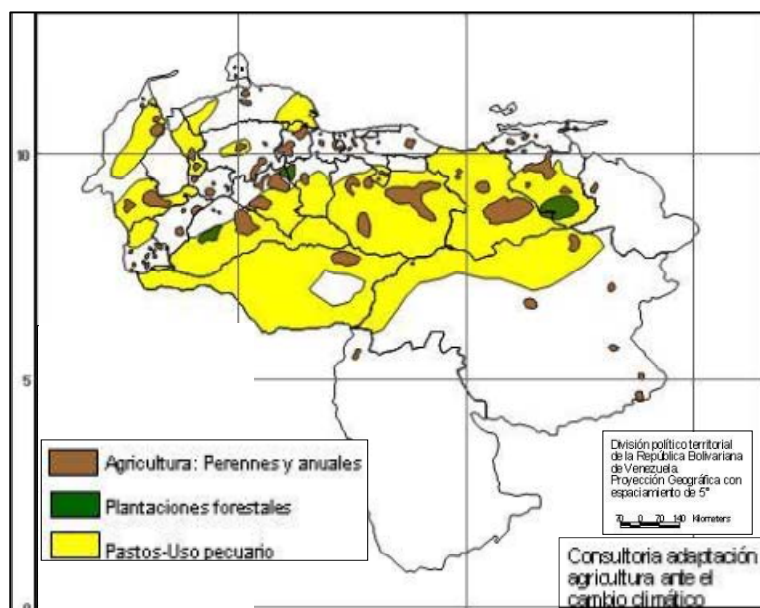 10
5
0
Agricultura: Perennes y anuales
Plantaciones forestales
Pastos-Uso pecuario
División político territorial
de la República Bolivariana
de Venezuela.
Proyección Geográfica con
espaciamiento de 5°
70 0 70 140 Kilometers
Consultoria adaptación
agricultura ante el
cambio climático